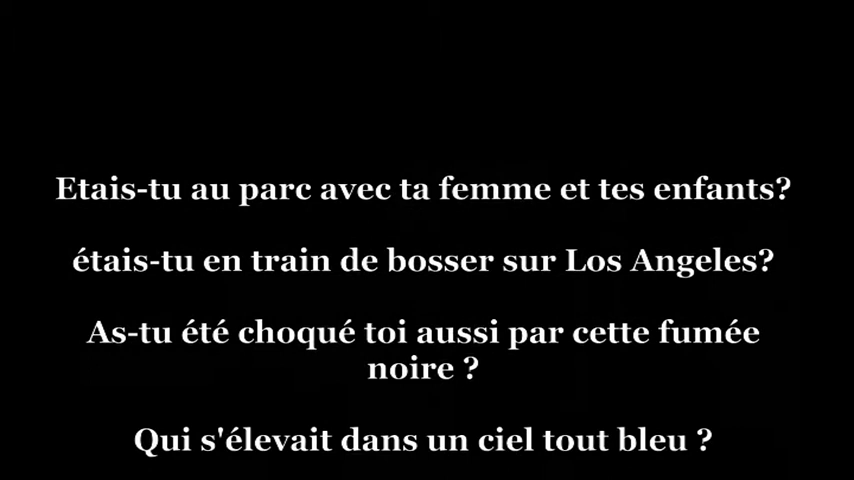 Etais-tu au parc avec ta femme et tes enfants?
étais-tu en train de bosser sur Los Angeles?
As-tu été choqué toi aussi par cette fumée
noire ?
Qui s'élevait dans un ciel tout bleu ?